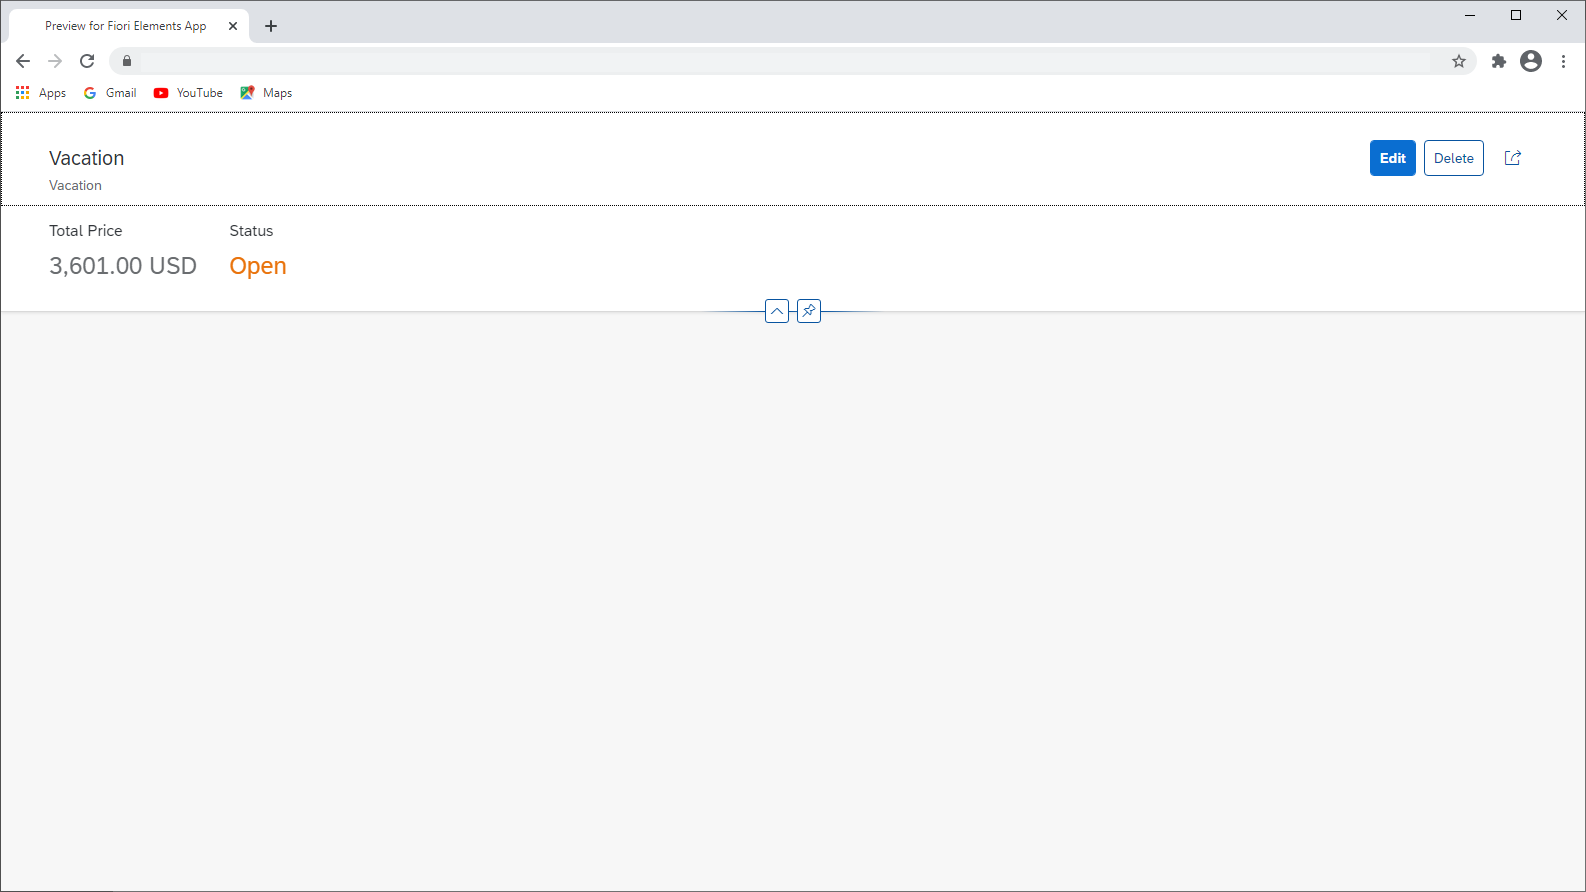 Preview for Fiori Elements App
Apps Gmail YouTube Maps
Vacation
Edit Delete
Vacation
Total Price Status
3,601.00 USD Open